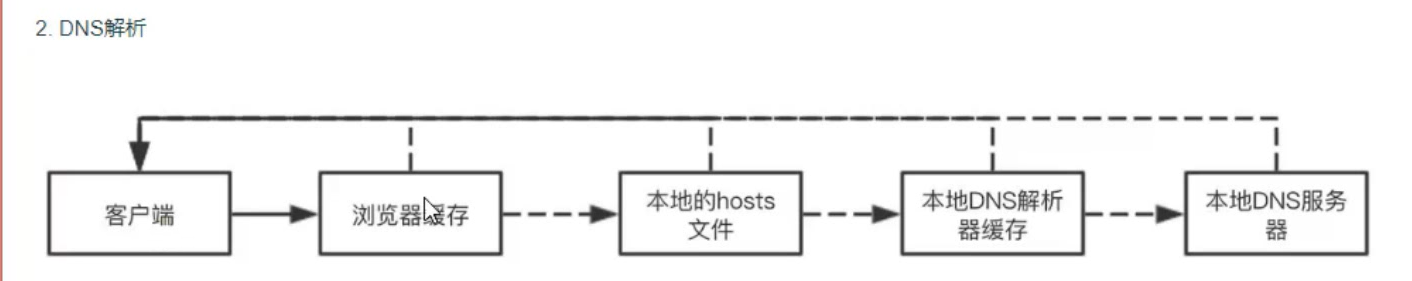 2. DNS解析
客户端
浏览器缓存
本地的hosts
文件
本地DNS解析
器缓存
本地DNS服务
器